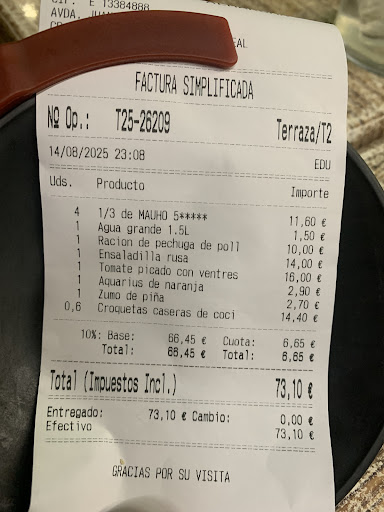 CIF: E 13384888
AVDA.
EAL
FACTURA SIMPLIFICADA
Nº Op.: T25-26209 Terraza/T2
14/08/2025 23:08 EDU
Uds. Producto Importe
4 1/3 de MAUHO 5***** 11,60 €
1 Agua grande 1.5L 1,50 €
1 Racion de pechuga de poll 10,00 €
1 Ensaladilla rusa 14,00 €
1 Tomate picado con ventres 16,00 €
1 Aquarius de naranja 2,90 €
1 Zumo de piña 2,70 €
0,6 Croquetas caseras de coci 14,40 €
10%: Base: 66,45 € Cuota: 6,65 €
Total: 66,45 € Total: 6,65 €
Total (Impuestos Incl.) 73,10 €
Entregado: 73,10 € Cambio: 0,00 €
Efectivo 73,10 €
GRACIAS POR SU VISITA